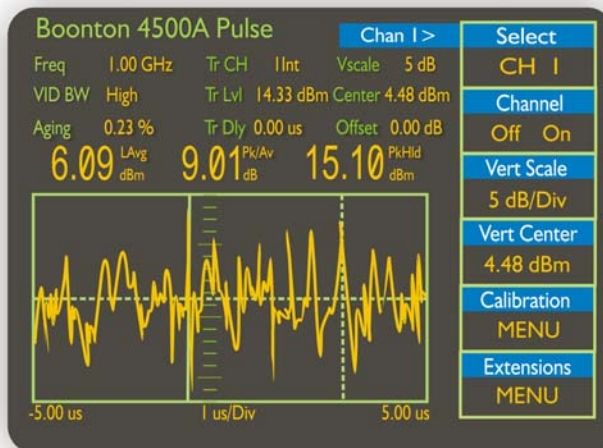 Boonton 4500A Pulse
Chan 1>
Freq 1.00 GHz Tr CH 1Int Vscale 5 dB
VID BW High Tr Lvl 14.33 dBm Center 4.48 dBm
Aging 0.23 % Tr Dly 0.00 us Offset 0.00 dB
6.09 LAvg dBm 9.01 Pk/Av dB 15.10 PkHld dBm
-5.00 us 1 us/Div 5.00 us
Select
CH 1
Channel
Off On
Vert Scale
5 dB/Div
Vert Center
4.48 dBm
Calibration
MENU
Extensions
MENU